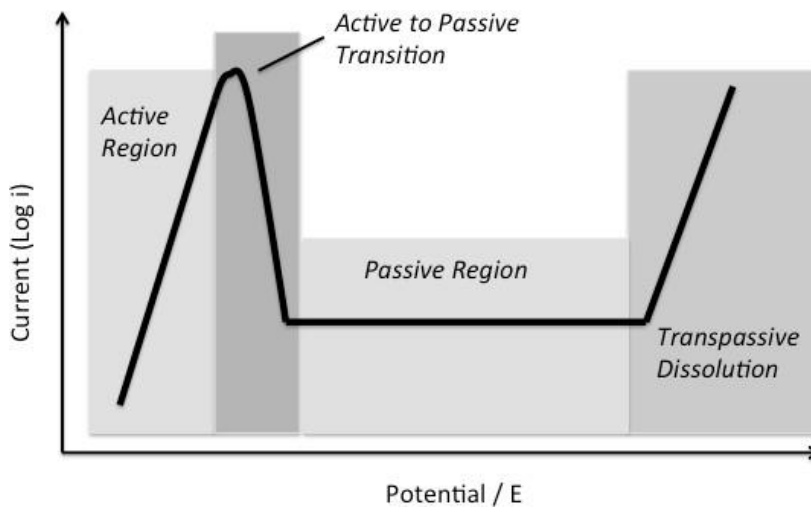 Active to Passive
Transition
Active
Region
Passive Region
Transpassive
Dissolution
Current (Log i)
Potential / E